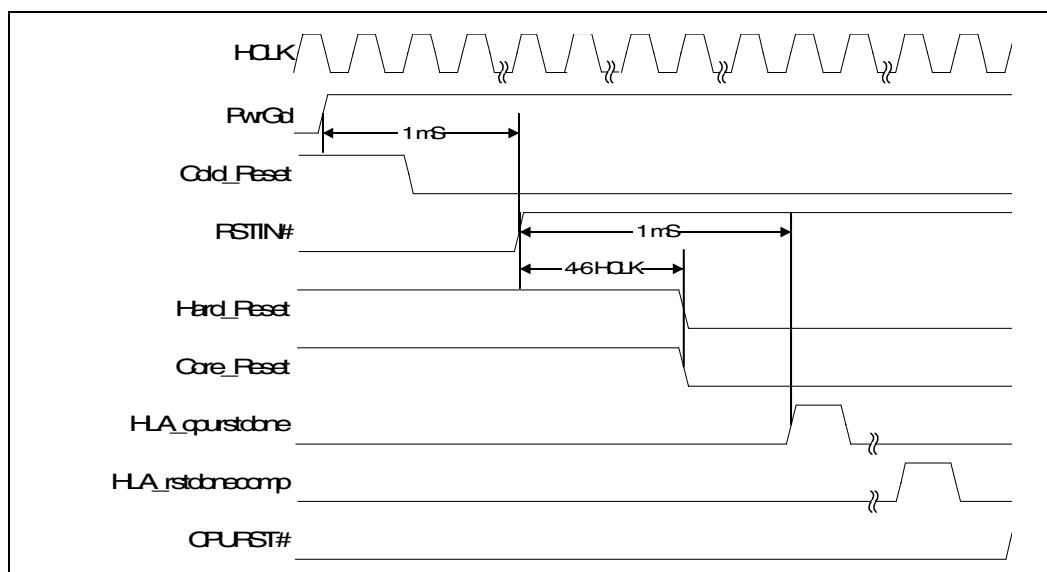 HCLK
PwrGd
1 mS
Cold_Reset
RSTIN#
1 mS
4-6 HCLK
Hard_Reset
Core_Reset
HLA_cpurstdone
HLA_rstdonecomp
CPURST#